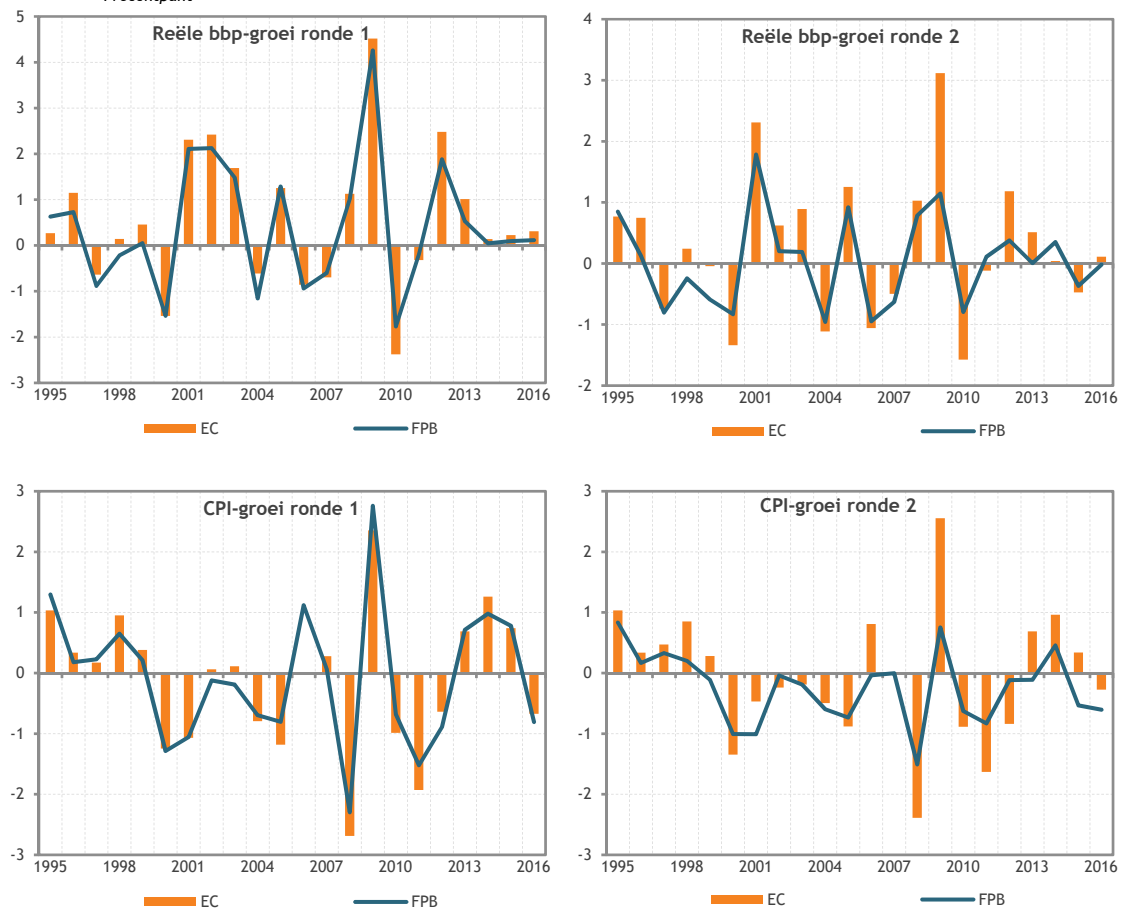 Procentpunt
Reële bbp-groei ronde 1
5
4
3
2
1
0
-1
-2
-3
1995 1998 2001 2004 2007 2010 2013 2016
EC FPB
Reële bbp-groei ronde 2
4
3
2
1
0
-1
-2
1995 1998 2001 2004 2007 2010 2013 2016
EC FPB
CPI-groei ronde 1
3
2
1
0
-1
-2
-3
1995 1998 2001 2004 2007 2010 2013 2016
EC FPB
CPI-groei ronde 2
3
2
1
0
-1
-2
-3
1995 1998 2001 2004 2007 2010 2013 2016
EC FPB